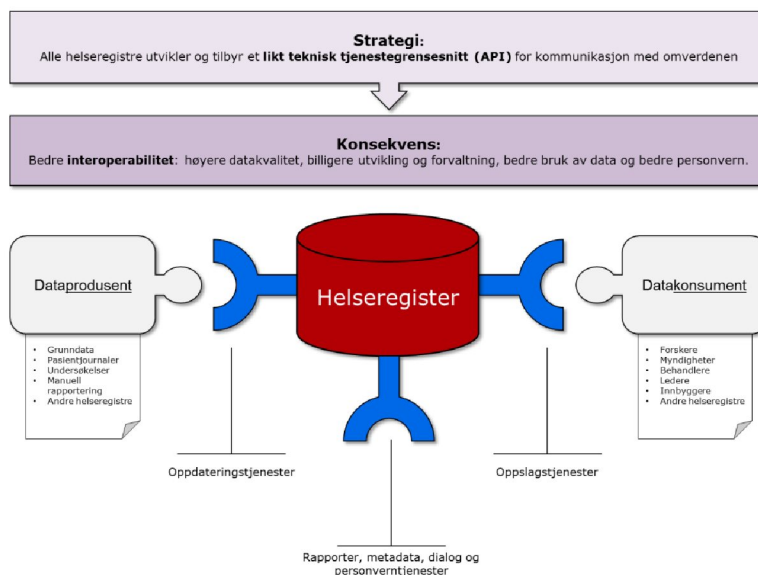 Strategi:
Alle helseregistre utvikler og tilbyr et likt teknisk tjenestegrensesnitt (API) for kommunikasjon med omverdenen
Konsekvens:
Bedre interoperabilitet: høyere datakvalitet, billigere utvikling og forvaltning, bedre bruk av data og bedre personvern.
Dataprodusent
Helseregister
Datakonsument
• Grunndata
• Pasientjournaler
• Undersøkelser
• Manuell
rapportering
• Andre helseregistre
• Forskere
• Myndigheter
• Behandlere
• Ledere
• Innbyggere
• Andre helseregistre
Oppdateringstjenester
Oppslagstjenester
Rapporter, metadata, dialog og
personverntjenester